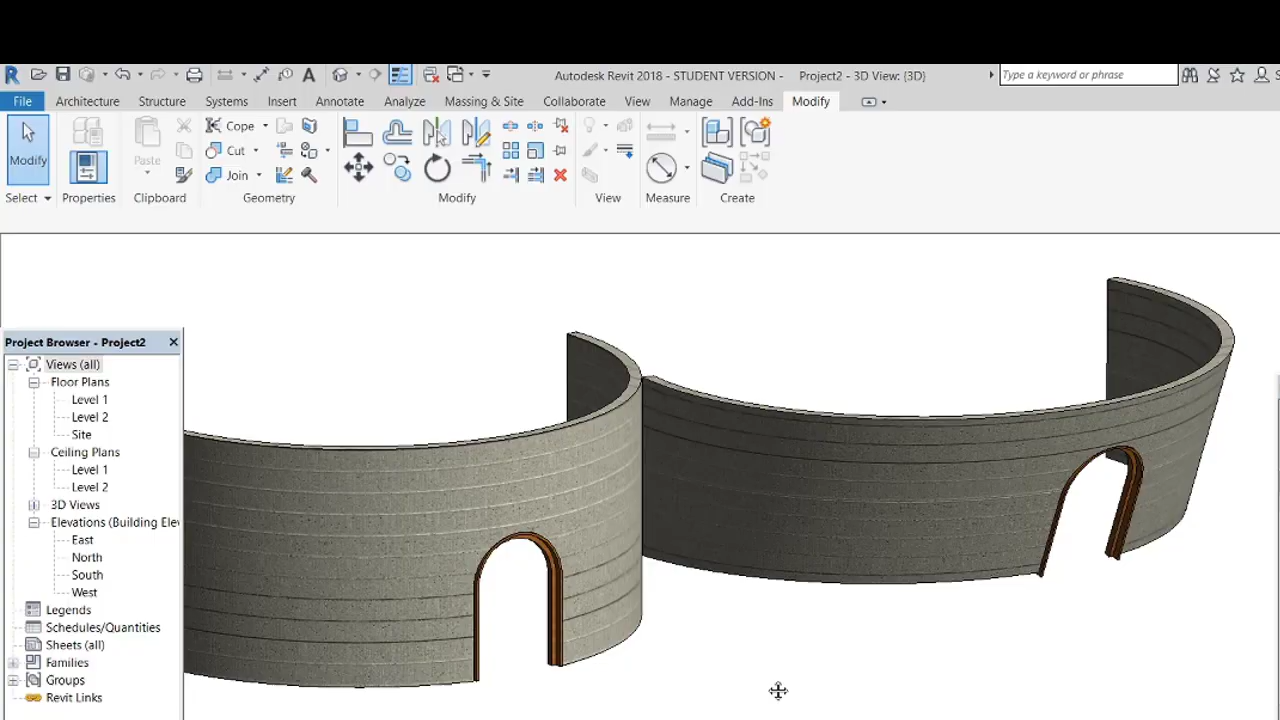 Autodesk Revit 2018 - STUDENT VERSION - Project2 - 3D View: {3D}
Type a keyword or phrase
File Architecture Structure Systems Insert Annotate Analyze Massing & Site Collaborate View Manage Add-Ins Modify
Modify
Paste
Cope
Cut
Join
Select Properties Clipboard Geometry Modify View Measure Create
Project Browser - Project2
Views (all)
Floor Plans
Level 1
Level 2
Site
Ceiling Plans
Level 1
Level 2
3D Views
Elevations (Building Elev
East
North
South
West
Legends
Schedules/Quantities
Sheets (all)
Families
Groups
Revit Links